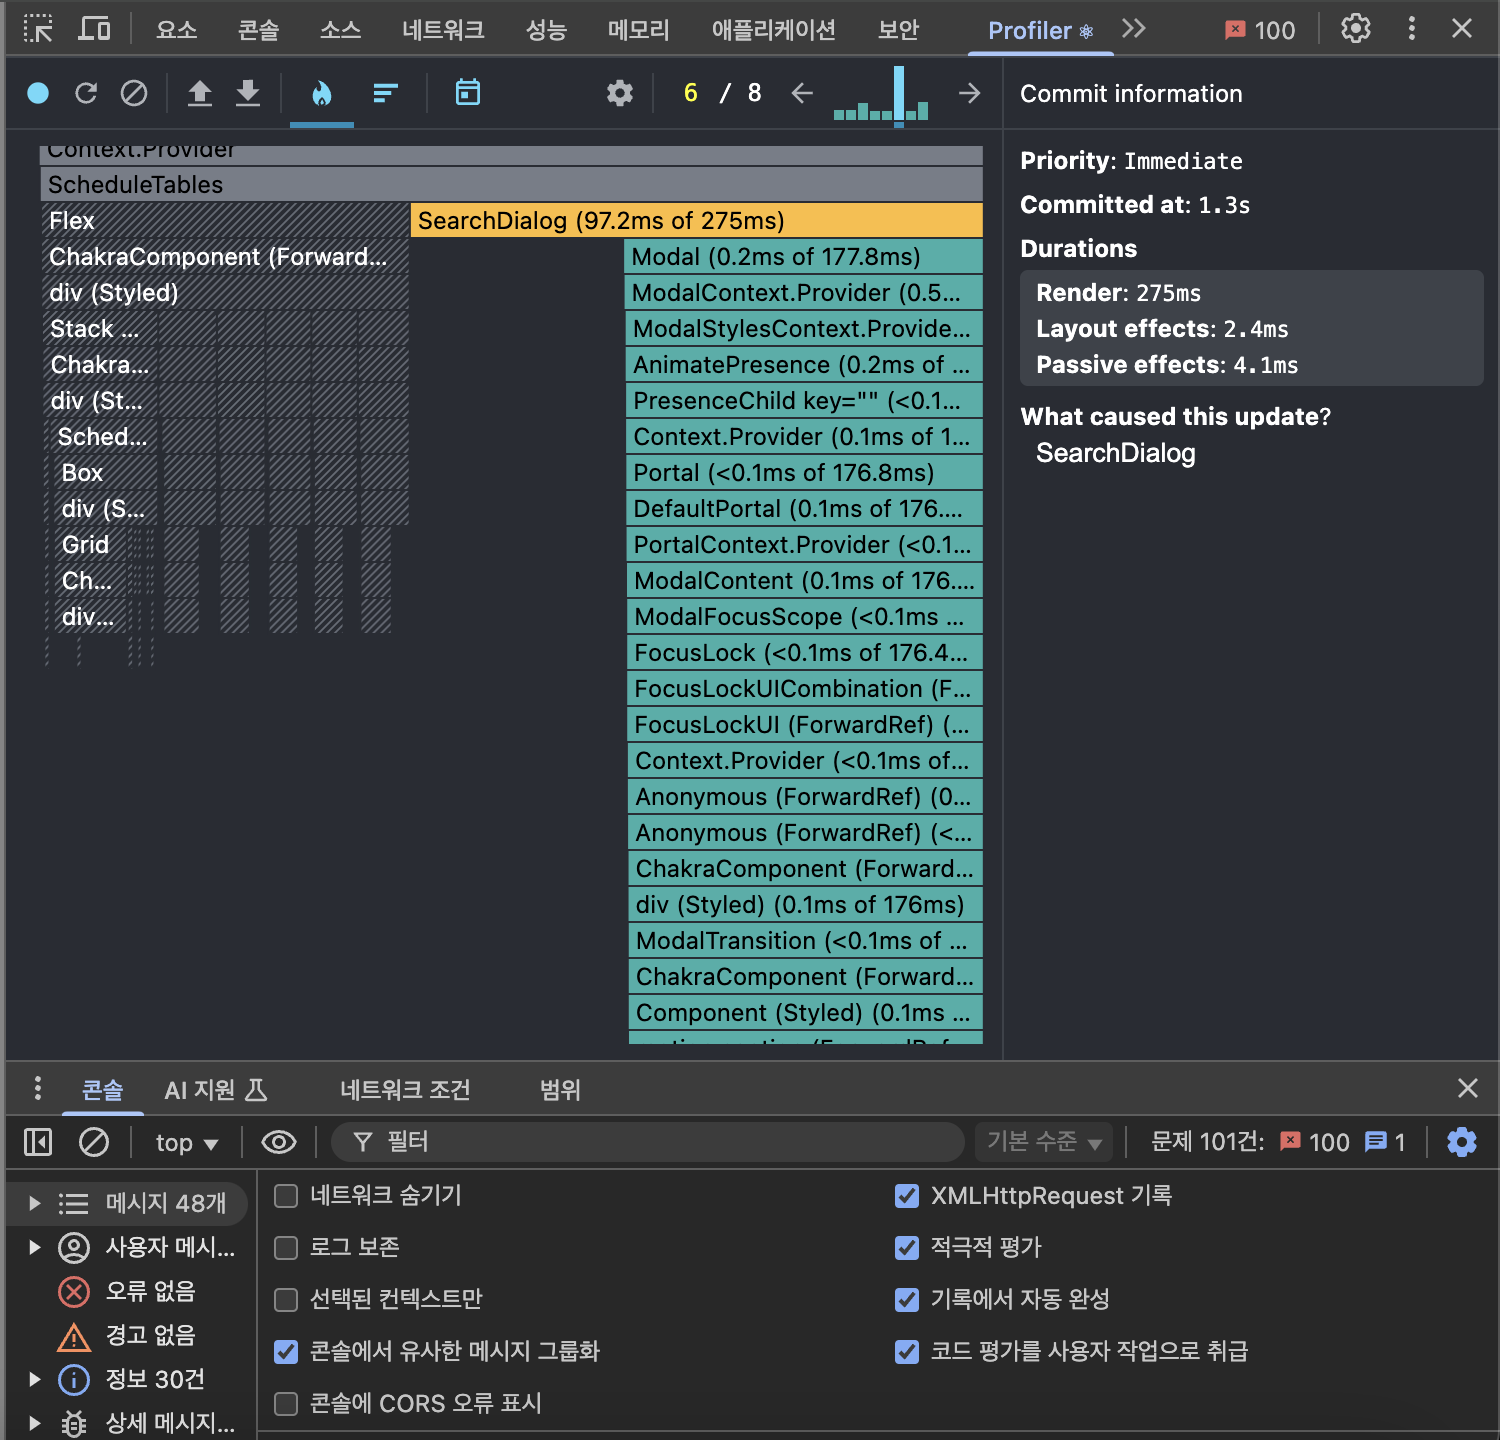 요소 콘솔 소스 네트워크 성능 메모리 애플리케이션 보안 Profiler ⚛ 100
6 / 8
Commit information
Context.Provider
ScheduleTables
Flex
SearchDialog (97.2ms of 275ms)
ChakraComponent (Forward...
Modal (0.2ms of 177.8ms)
div (Styled)
ModalContext.Provider (0.5...
Stack ...
ModalStylesContext.Provide...
Chakra...
AnimatePresence (0.2ms of ...
div (St...
PresenceChild key="" (<0.1...
Sched...
Context.Provider (0.1ms of 1...
Box
Portal (<0.1ms of 176.8ms)
div (S...
DefaultPortal (0.1ms of 176....
Grid
PortalContext.Provider (<0.1...
Ch...
ModalContent (0.1ms of 176....
div...
ModalFocusScope (<0.1ms ...
FocusLock (<0.1ms of 176.4...
FocusLockUICombination (F...
FocusLockUI (ForwardRef) (...
Context.Provider (<0.1ms of...
Anonymous (ForwardRef) (0...
Anonymous (ForwardRef) (<...
ChakraComponent (Forward...
div (Styled) (0.1ms of 176ms)
ModalTransition (<0.1ms of ...
ChakraComponent (Forward...
Component (Styled) (0.1ms ...
Priority: Immediate
Committed at: 1.3s
Durations
Render: 275ms
Layout effects: 2.4ms
Passive effects: 4.1ms
What caused this update?
SearchDialog
콘솔 AI 지원 네트워크 조건 범위
top 필터 기본 수준 문제 101건: 100 1
메시지 48개
사용자 메시...
오류 없음
경고 없음
정보 30건
상세 메시지...
네트워크 숨기기
로그 보존
선택된 컨텍스트만
콘솔에서 유사한 메시지 그룹화
콘솔에 CORS 오류 표시
XMLHttpRequest 기록
적극적 평가
기록에서 자동 완성
코드 평가를 사용자 작업으로 취급